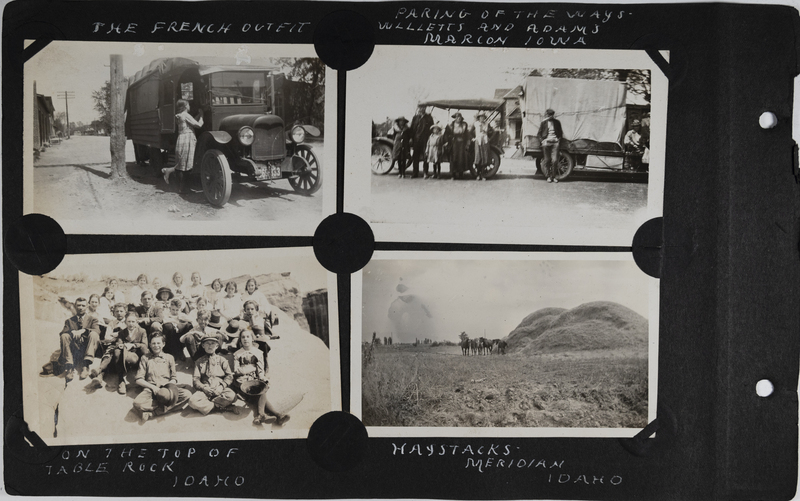 THE FRENCH OUTFIT
PARING OF THE WAYS-
WILLETTS AND ADAMS
MARION IOWA
ON THE TOP OF
TABLE ROCK
IDAHO
HAYSTACKS-
MERIDIAN
IDAHO